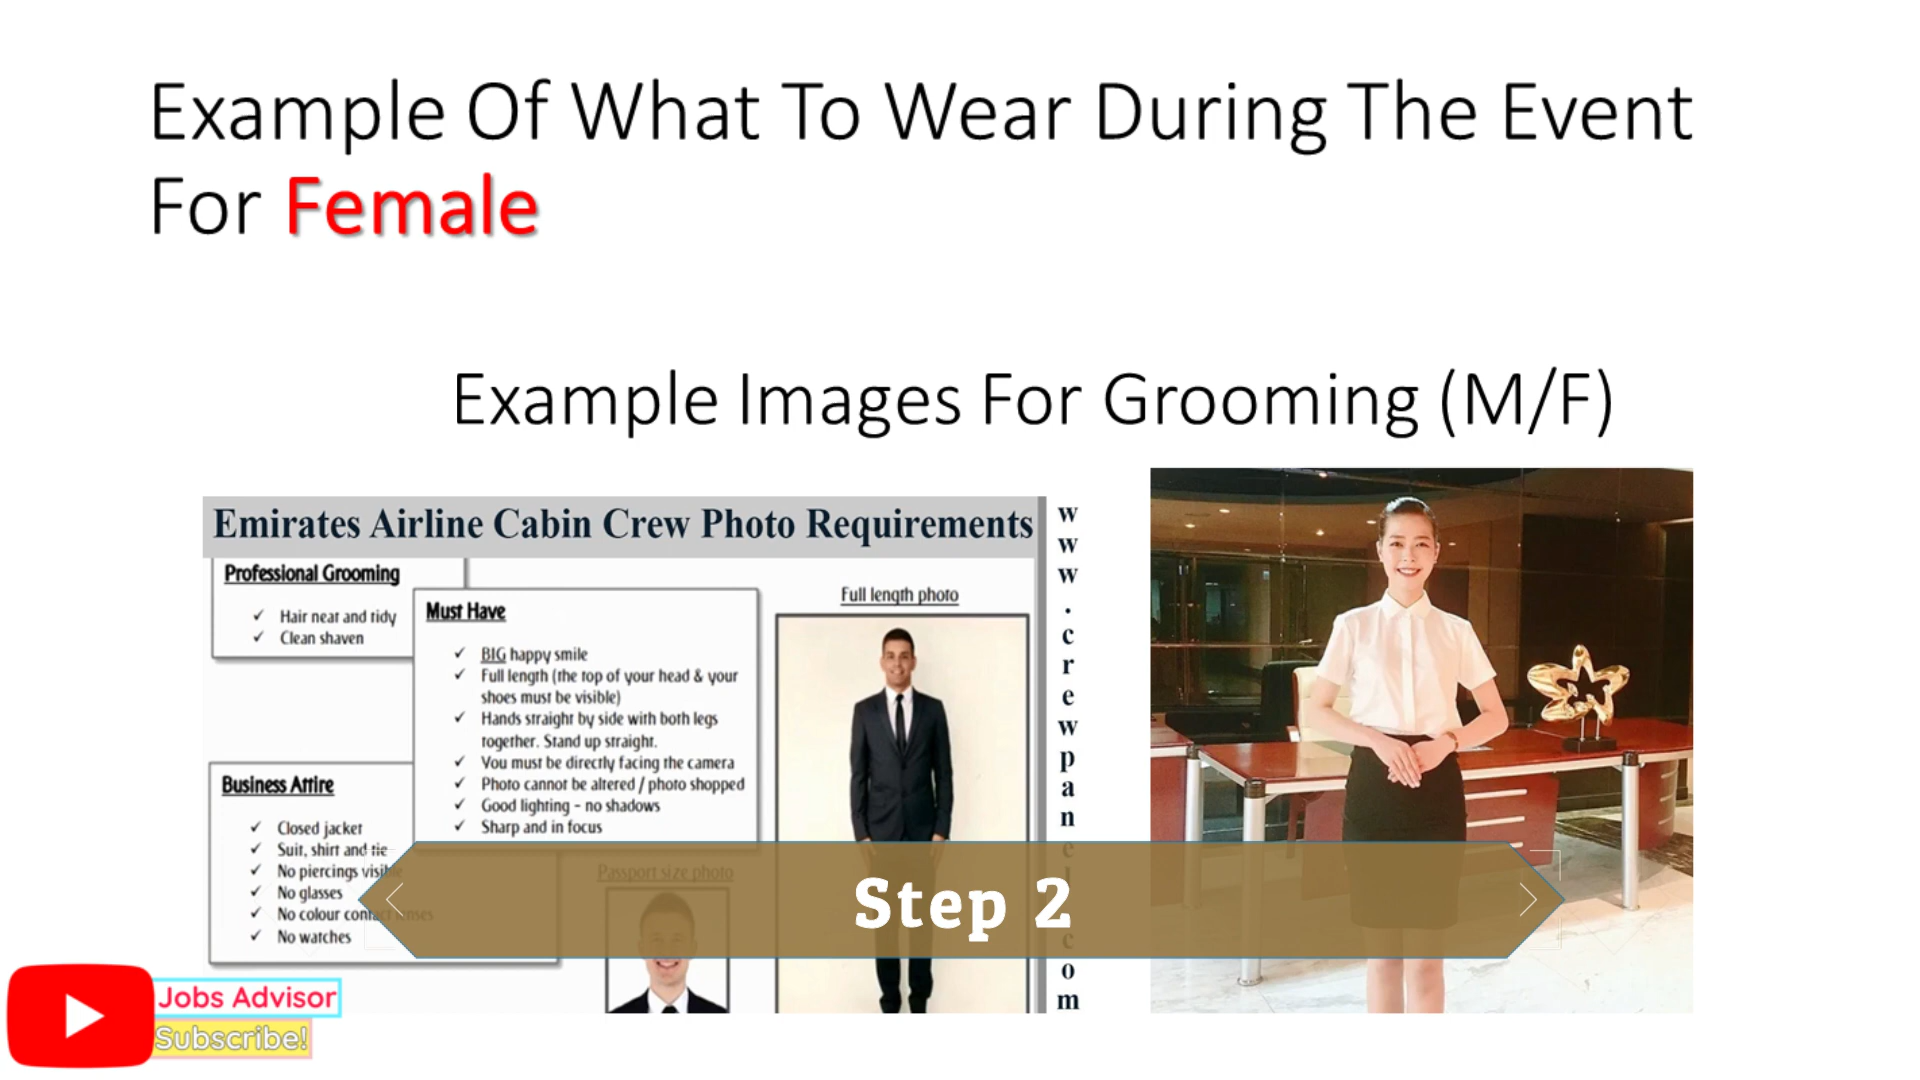 Example Of What To Wear During The Event
For Female
Example Images For Grooming (M/F)
Emirates Airline Cabin Crew Photo Requirements
Professional Grooming
✓ Hair neat and tidy
✓ Clean shaven
Must Have
✓ BIG happy smile
✓ Full length (the top of your head & your
shoes must be visible)
✓ Hands straight by side with both legs
together. Stand up straight.
✓ You must be directly facing the camera
✓ Photo cannot be altered / photo shopped
✓ Good lighting - no shadows
✓ Sharp and in focus
Business Attire
✓ Closed jacket
✓ Suit, shirt and tie
✓ No piercings visible
✓ No glasses
✓ No colour contact lenses
✓ No watches
Full length photo
Passport size photo
www.crewpanel.com
Step 2
Jobs Advisor
Subscribe!